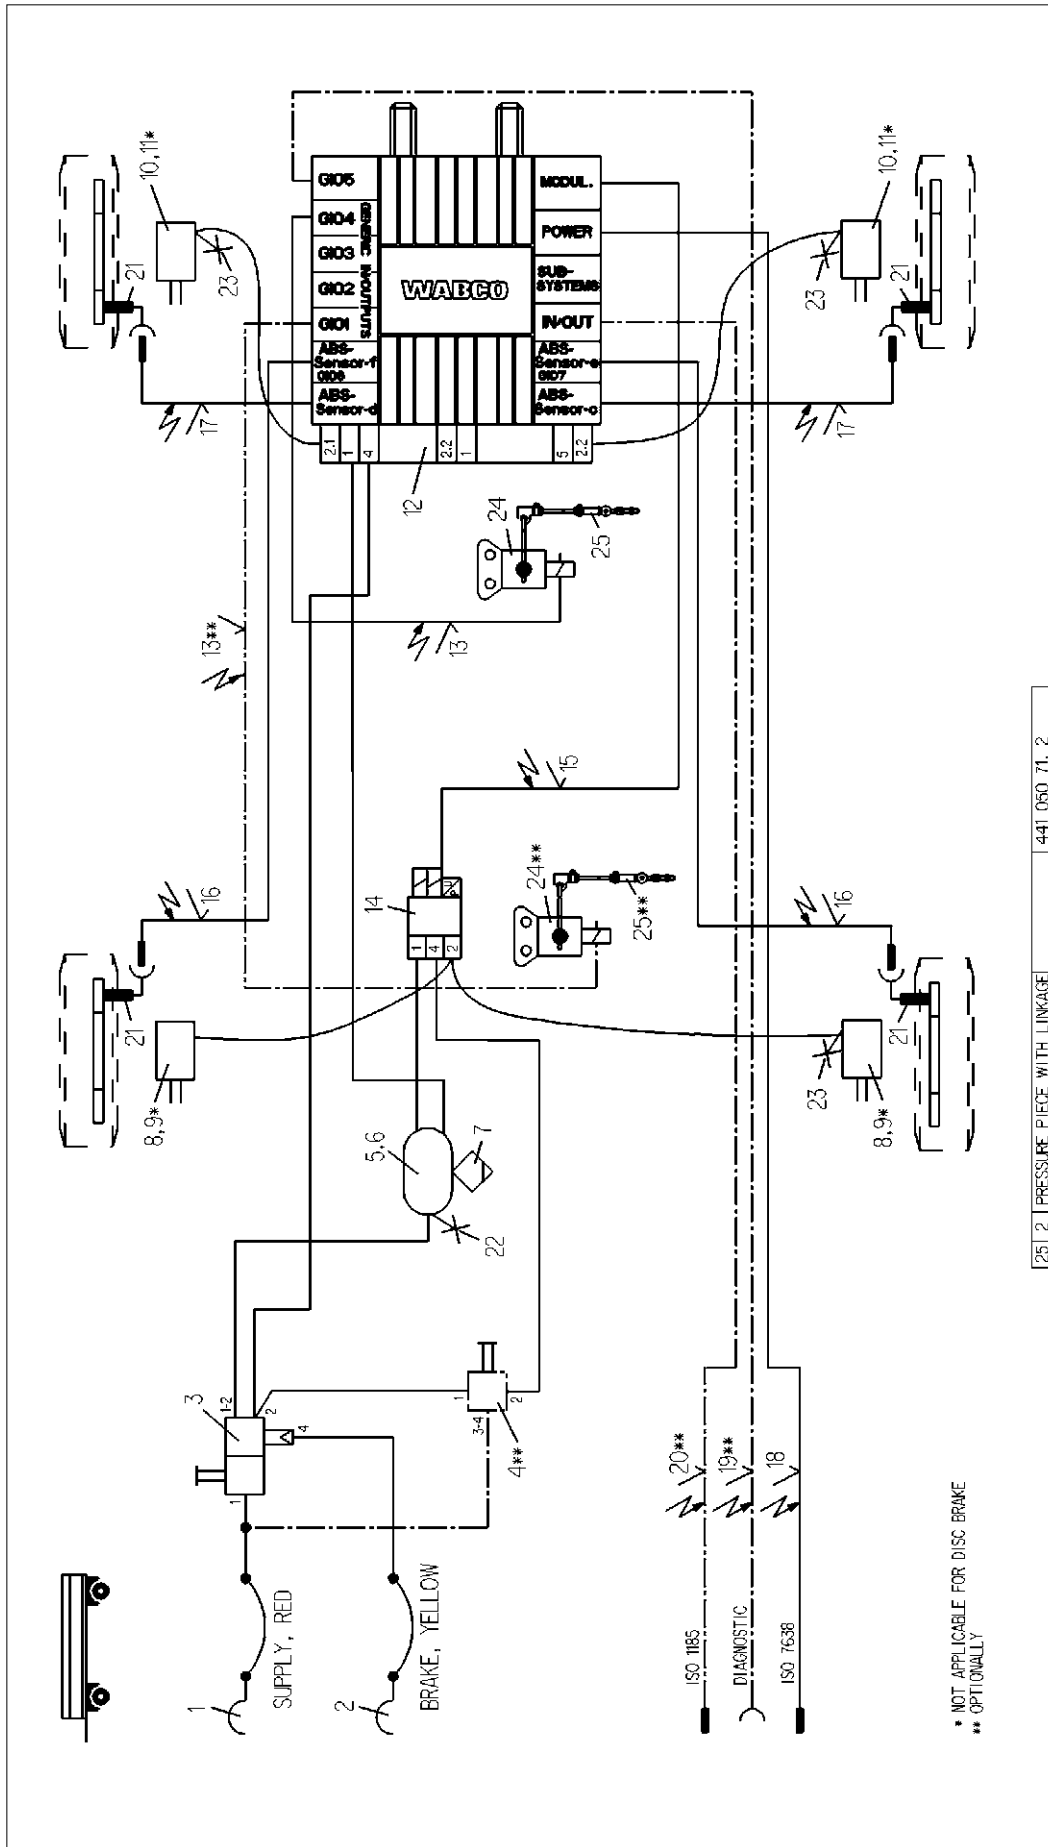 1
SUPPLY, RED
2
BRAKE, YELLOW
1
3
1-2
2
4
1
3-4
2
4**
5,6
7
22
8,9*
21
16
14
1
4
2
P
U
15
24**
25**
23
8,9*
21
16
13**
13
24
25
12
2.1
1
4
2.2
1
5
2.2
10,11*
21
23
17
10,11*
21
23
17
GIO5
GIO4
GIO3
GIO2
GIO1
GENERIC IN/OUTPUTS
ABS-
Sensor-f
GIO6
ABS-
Sensor-d
WABCO
MODUL.
POWER
SUB-
SYSTEMS
IN/OUT
ABS-
Sensor-e
GIO7
ABS-
Sensor-c
ISO 1185
20**
DIAGNOSTIC
19**
ISO 7638
18
* NOT APPLICABLE FOR DISC BRAKE
** OPTIONALLY
25 2 PRESSURE PIECE WITH LINKAGE 441 050 71. 2